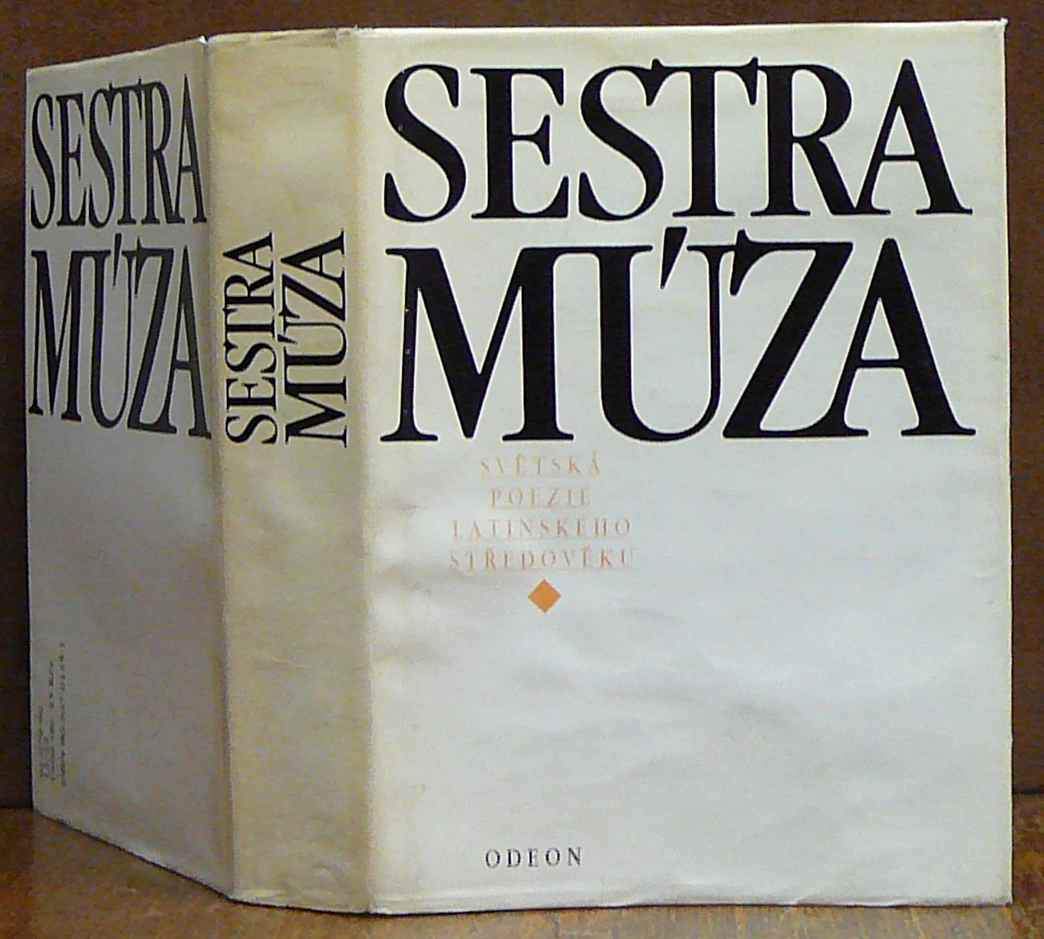 SESTRA
MÚZA
SESTRA
MÚZA
SESTRA
MÚZA
SVĚTSKÁ
POEZIE
LATINSKÉHO
STŘEDOVĚKU
ODEON